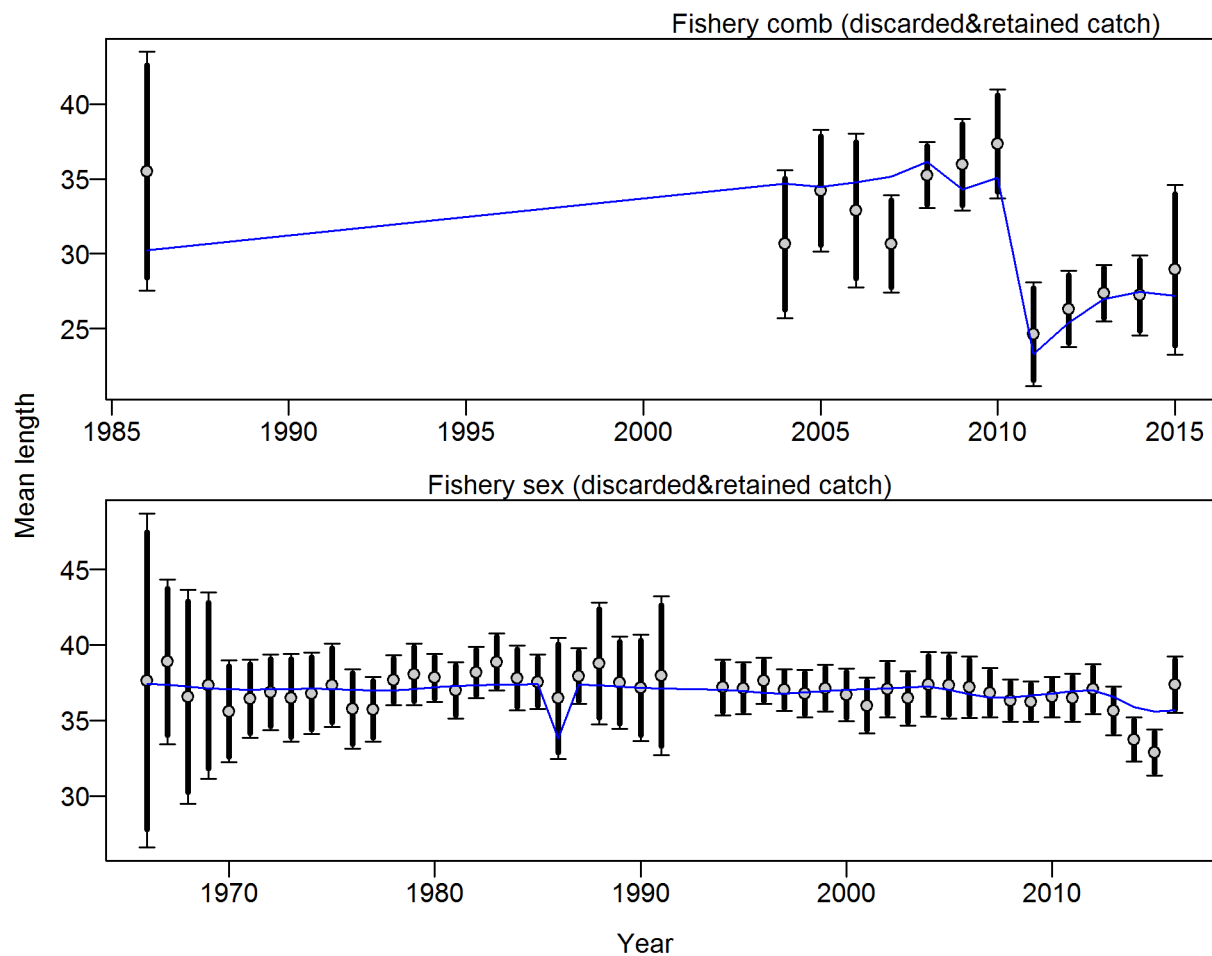 Fishery comb (discarded&retained catch)
40
35
30
25
1985 1990 1995 2000 2005 2010 2015
Mean length
Fishery sex (discarded&retained catch)
45
40
35
30
1970 1980 1990 2000 2010
Year